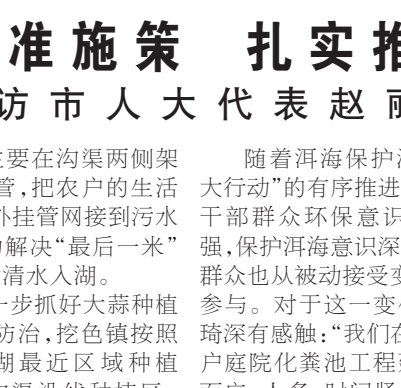 准施策 扎实推
访市人大代表赵丽
主要在沟渠两侧架
管，把农户的生活
外挂管网接到污水
解决“最后一米”
清水入湖。
一步抓好大蒜种植
防治，挖色镇按照
湖最近区域种植
随着洱海保护
大行动”的有序推进
干部群众环保意识
强，保护洱海意识深
群众也从被动接受变
参与。对于这一变
琦深有感触：“我们在
户庭院化粪池工程